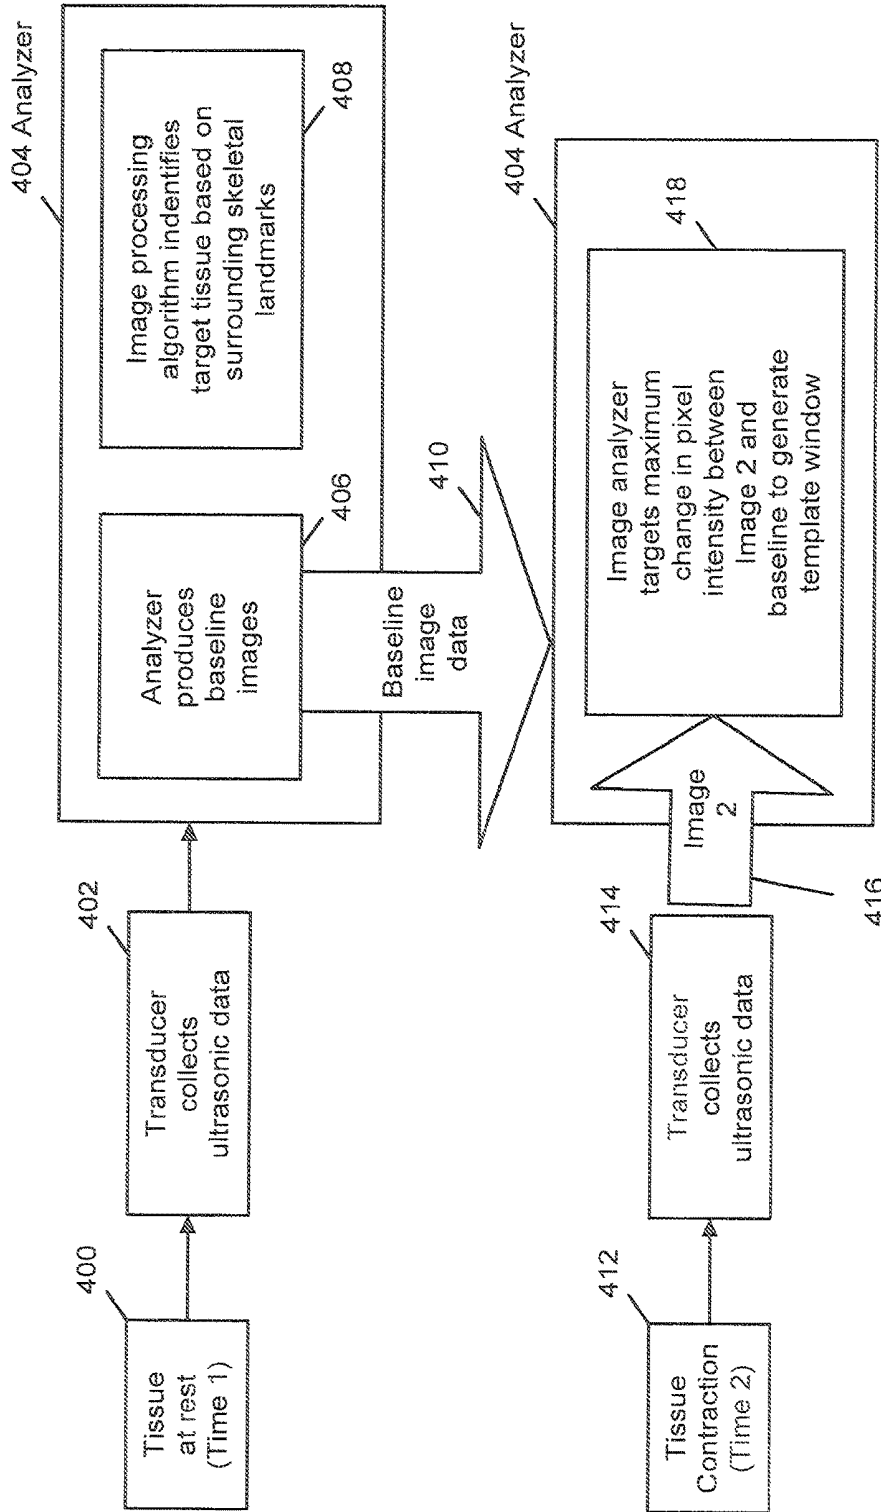 400
Tissue
at rest
(Time 1)
402
Transducer
collects
ultrasonic data
404 Analyzer
406
Analyzer
produces
baseline
images
408
Image processing
algorithm indentifies
target tissue based on
surrounding skeletal
landmarks
410
Baseline
image
data
412
Tissue
Contraction
(Time 2)
414
Transducer
collects
ultrasonic data
416
Image
2
404 Analyzer
418
Image analyzer
targets maximum
change in pixel
intensity between
Image 2 and
baseline to generate
template window